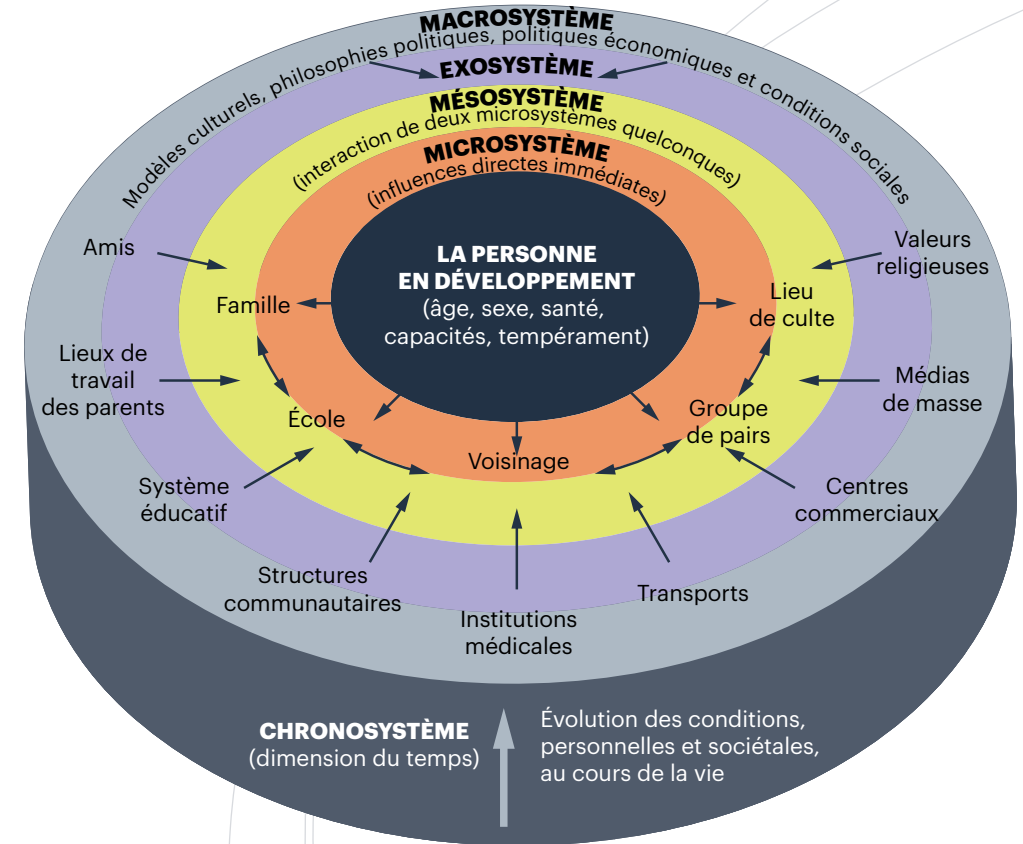 MACROSYSTÈME
Modèles culturels, philosophies politiques, politiques économiques et conditions sociales
EXOSYSTÈME
MÉSOSYSTÈME
(interaction de deux microsystèmes quelconques)
MICROSYSTÈME
(influences directes immédiates)
LA PERSONNE
EN DÉVELOPPEMENT
(âge, sexe, santé,
capacités, tempérament)
Amis
Valeurs
religieuses
Famille
Lieu
de culte
Lieux de
travail
des parents
Médias
de masse
École
Groupe
de pairs
Voisinage
Système
éducatif
Centres
commerciaux
Structures
communautaires
Transports
Institutions
médicales
CHRONOSYSTÈME
(dimension du temps)
Évolution des conditions,
personnelles et sociétales,
au cours de la vie